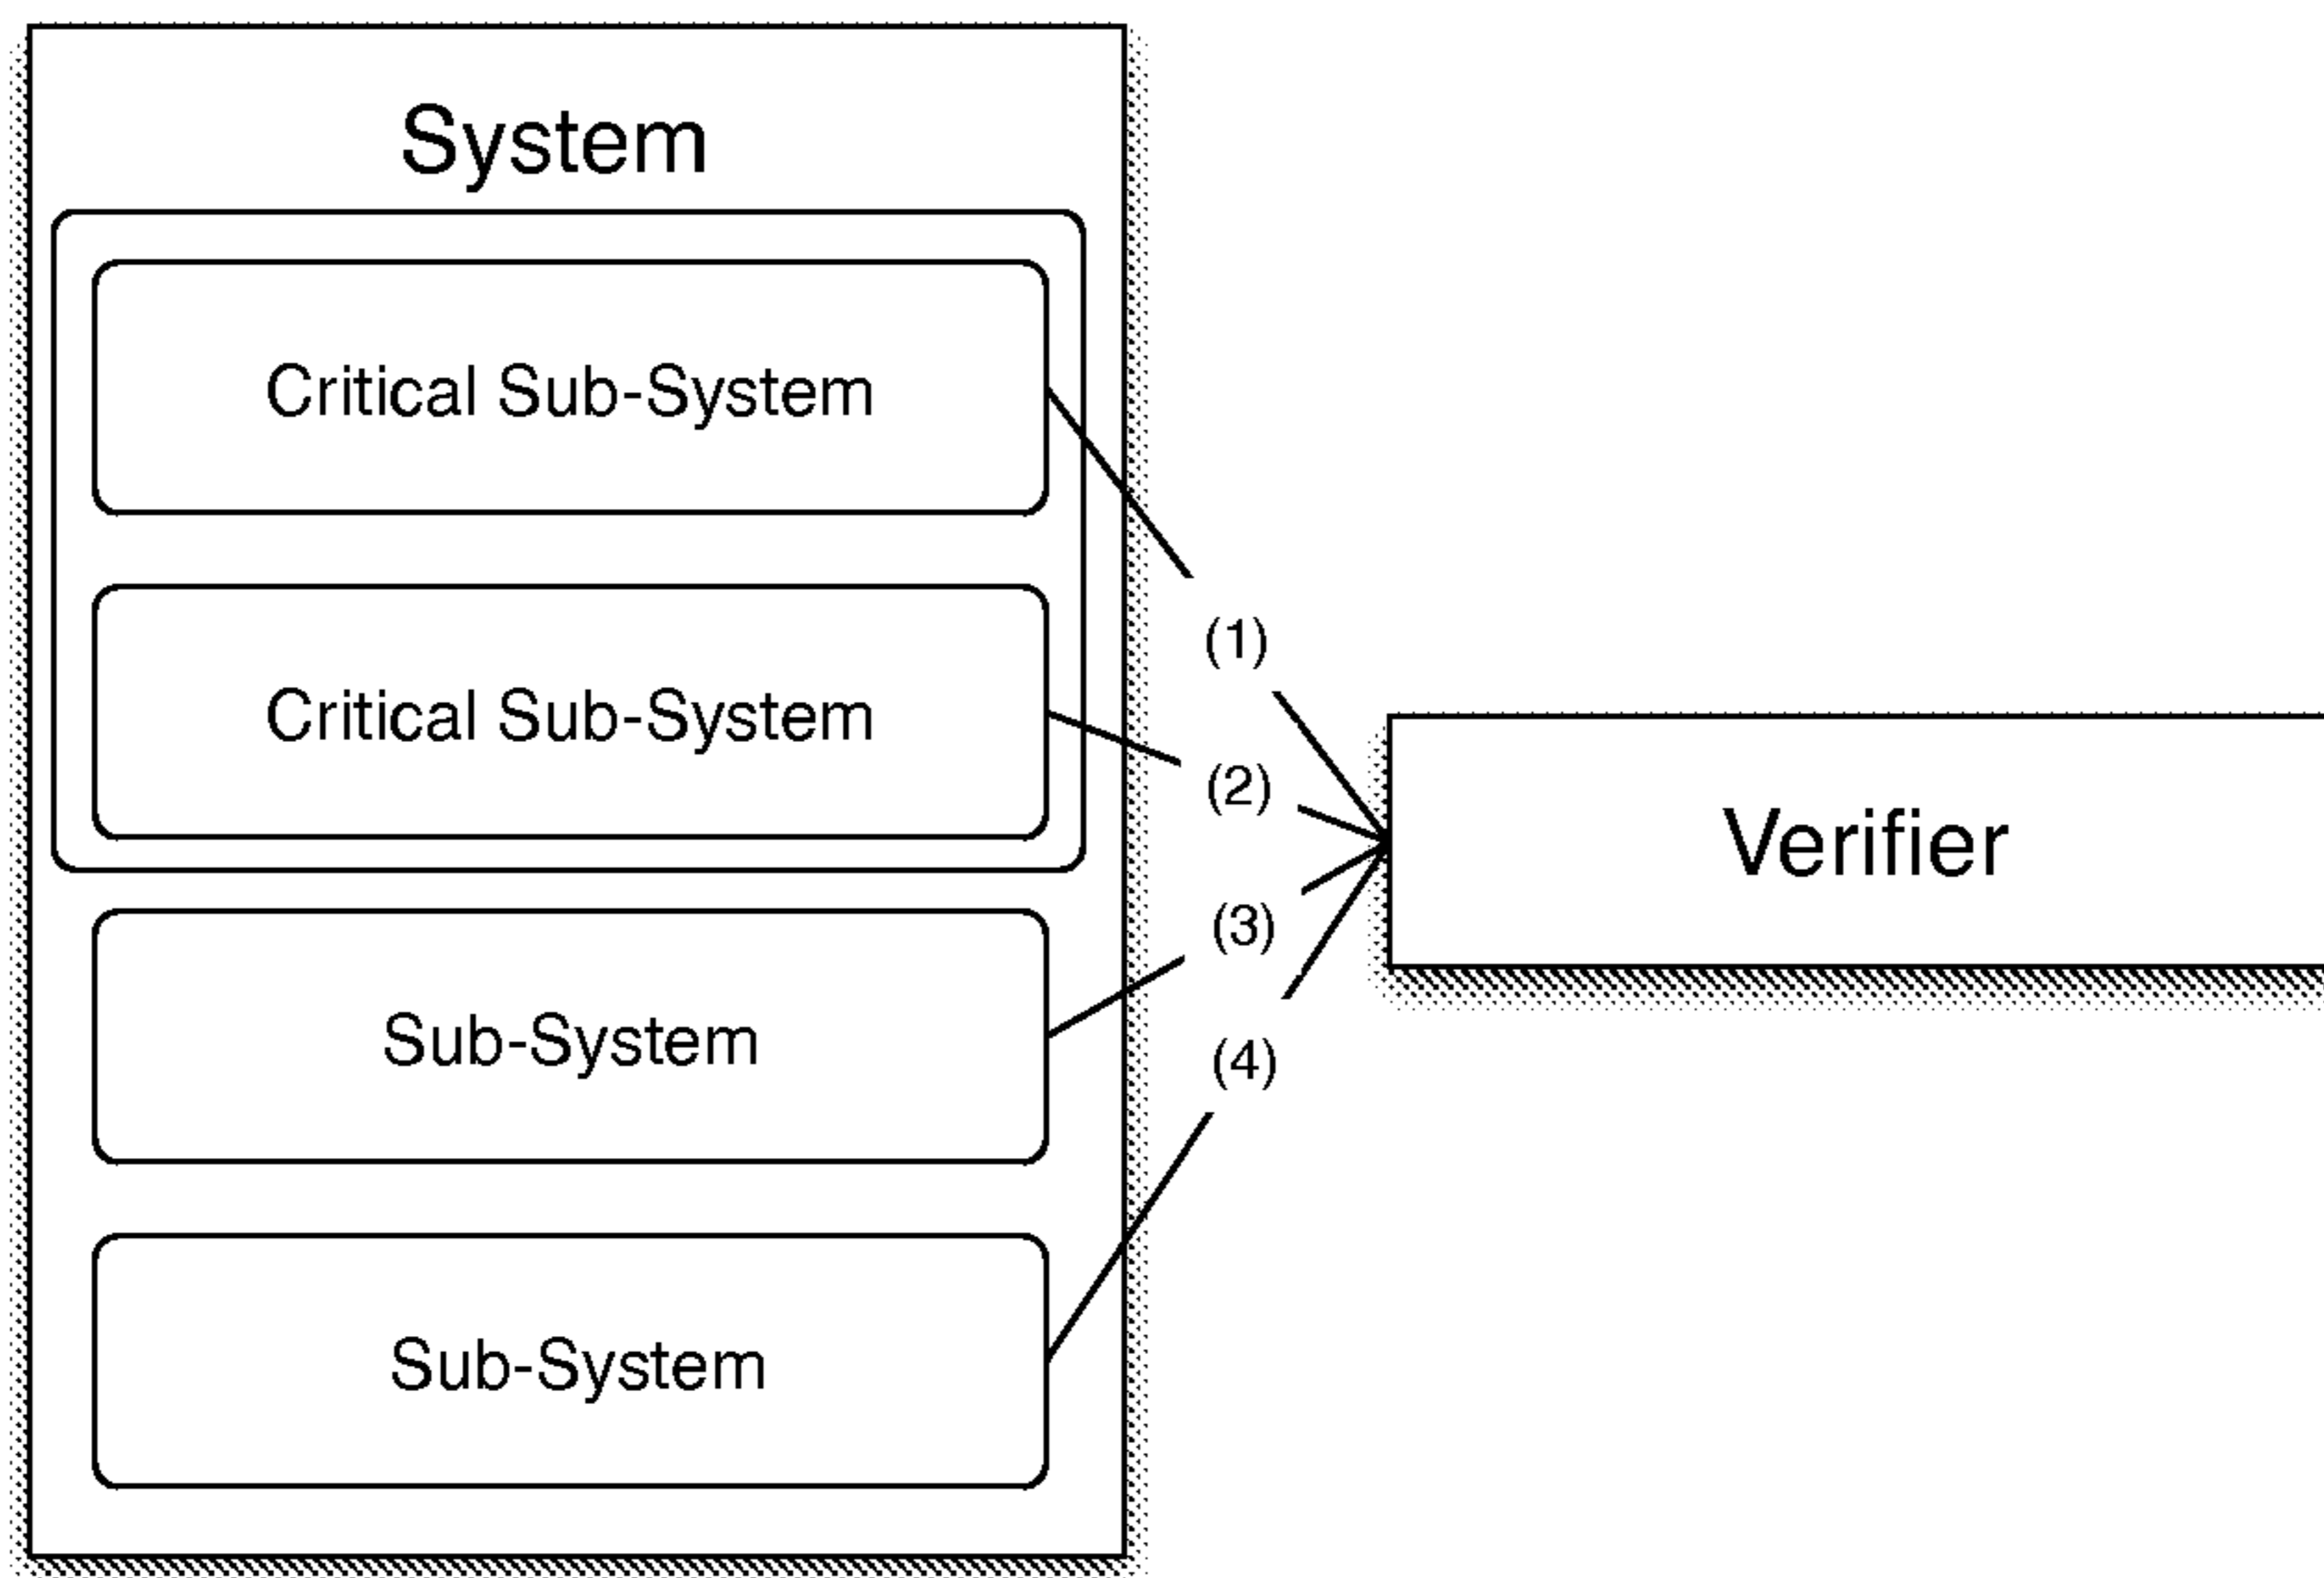 System
Critical Sub-System
(1)
Critical Sub-System
(2)
Verifier
(3)
Sub-System
(4)
Sub-System